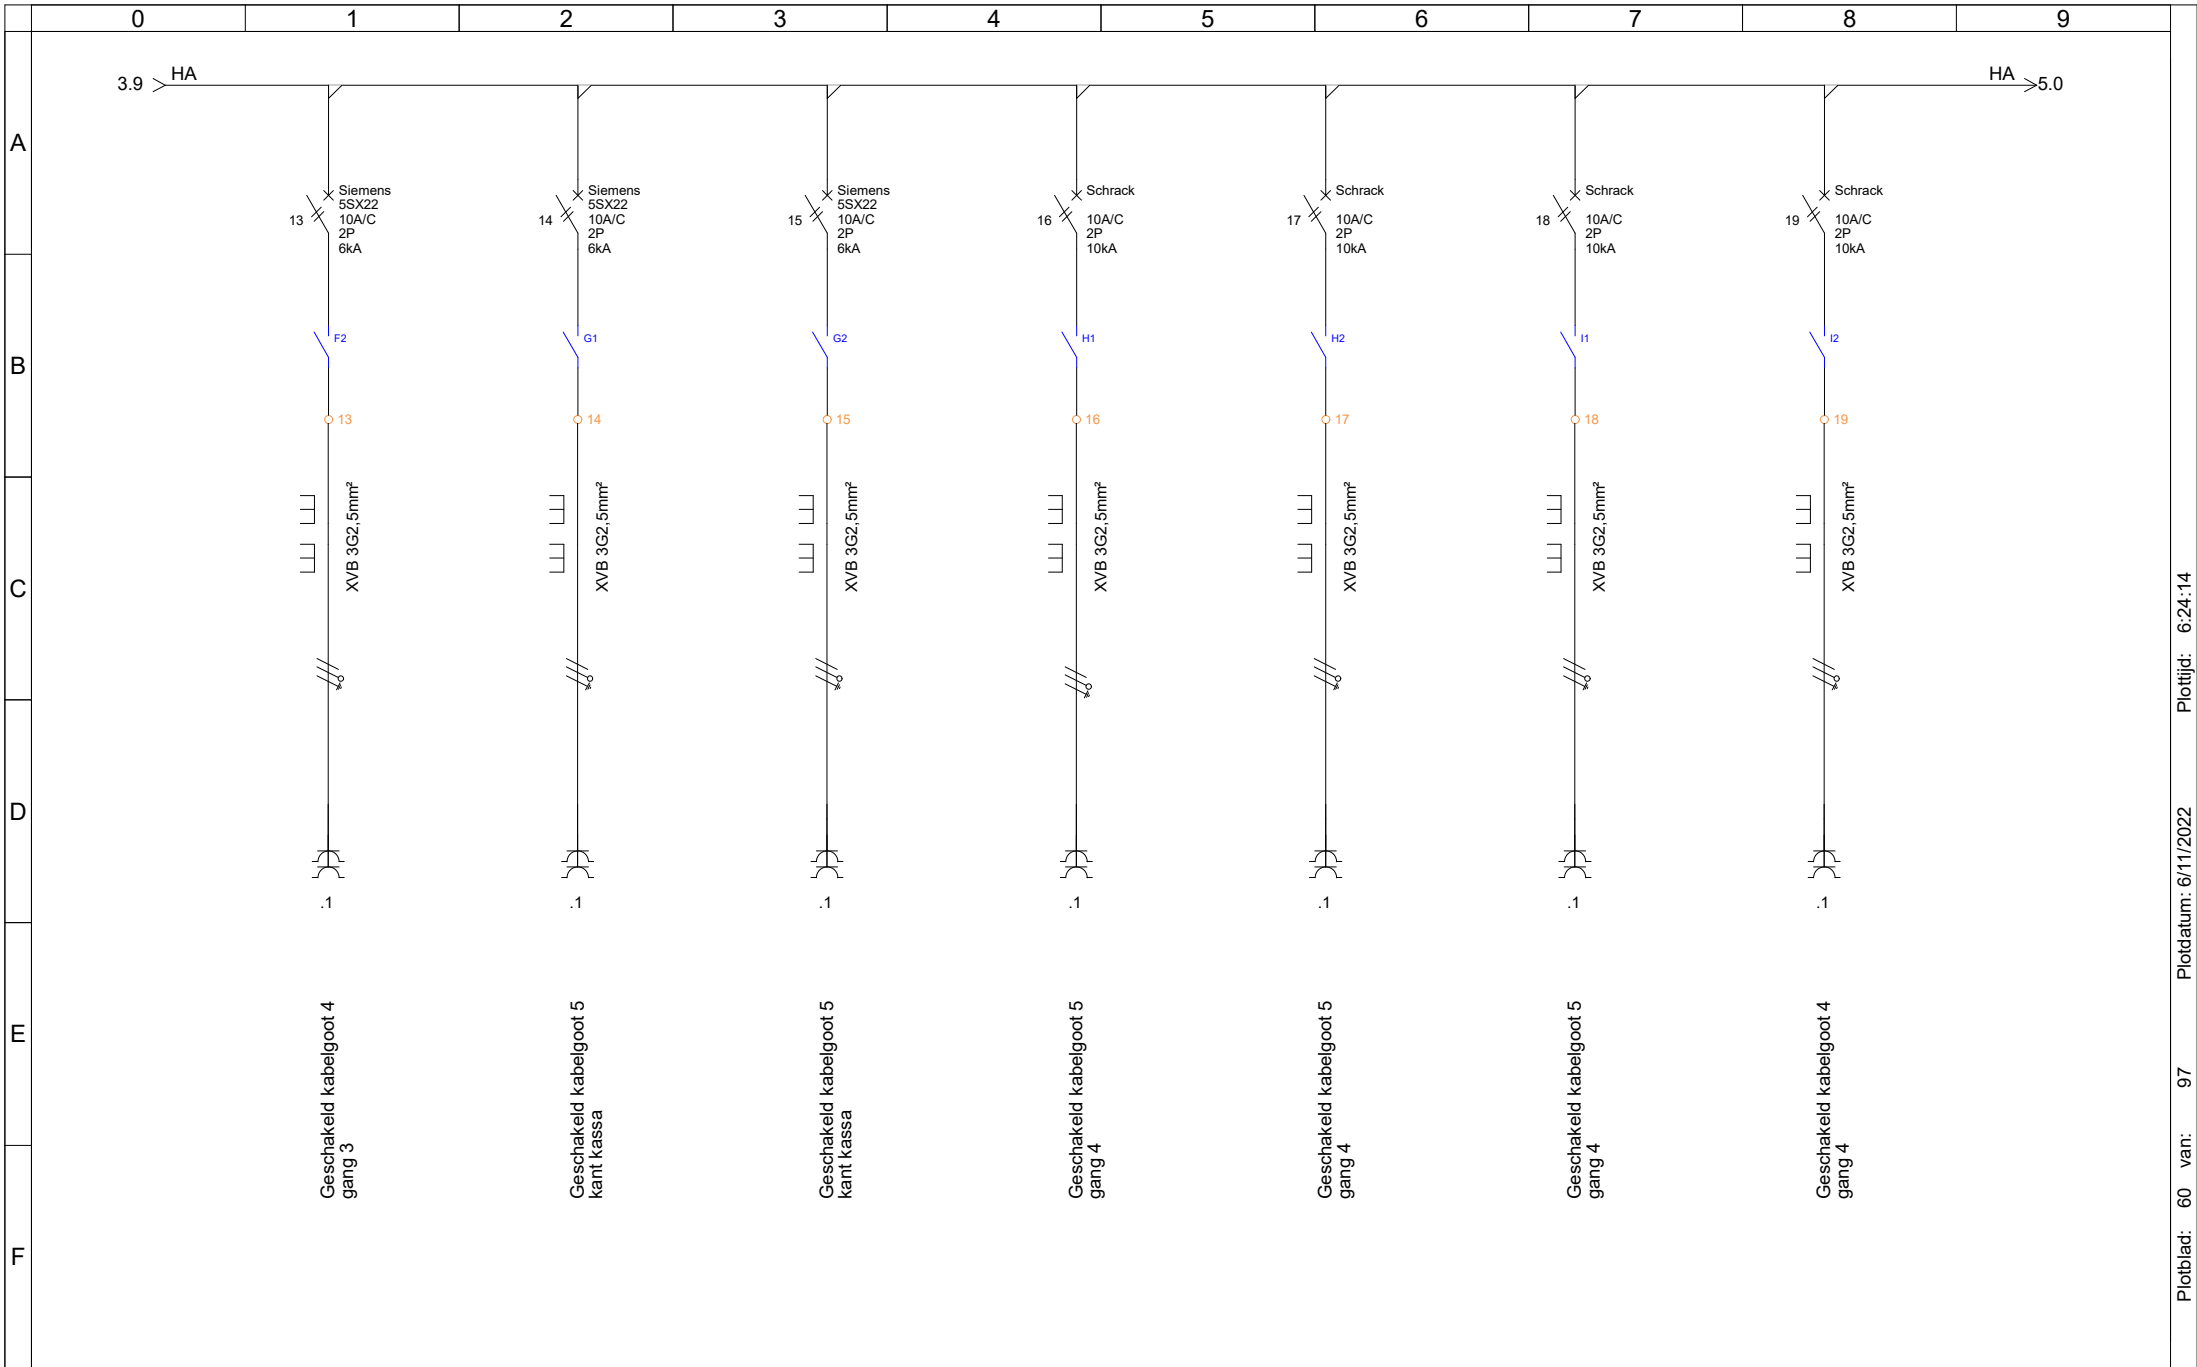 0 1 2 3 4 5 6 7 8 9
3.9 HA HA 5.0
A
B
C
D
E
F
13
Siemens
5SX22
10A/C
2P
6kA
14
Siemens
5SX22
10A/C
2P
6kA
15
Siemens
5SX22
10A/C
2P
6kA
16
Schrack
10A/C
2P
10kA
17
Schrack
10A/C
2P
10kA
18
Schrack
10A/C
2P
10kA
19
Schrack
10A/C
2P
10kA
F2 G1 G2 H1 H2 I1 I2
13 14 15 16 17 18 19
XVB 3G2,5mm²
XVB 3G2,5mm²
XVB 3G2,5mm²
XVB 3G2,5mm²
XVB 3G2,5mm²
XVB 3G2,5mm²
XVB 3G2,5mm²
.1 .1 .1 .1 .1 .1 .1
Geschakeld kabelgoot 4
gang 3
Geschakeld kabelgoot 5
kant kassa
Geschakeld kabelgoot 5
kant kassa
Geschakeld kabelgoot 5
gang 4
Geschakeld kabelgoot 5
gang 4
Geschakeld kabelgoot 5
gang 4
Geschakeld kabelgoot 4
gang 4
Plotblad: 60 van: 97 Plotdatum: 6/11/2022 Plottijd: 6:24:14